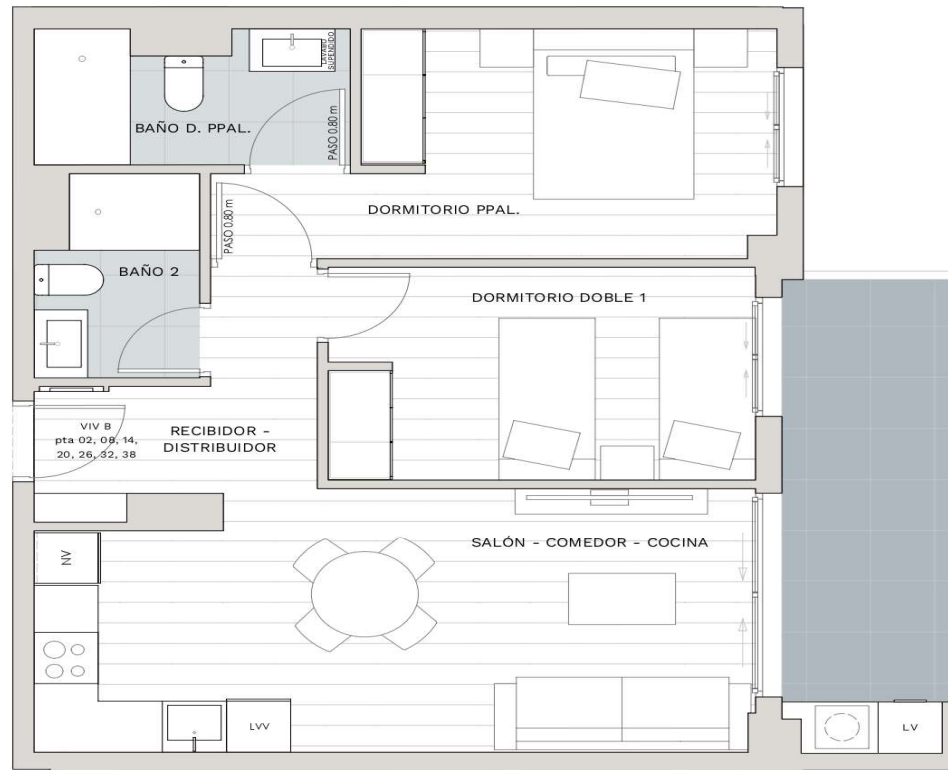 LAVABO
SUPENDIDO
BAÑO D. PPAL.
PASO 0.80 m
DORMITORIO PPAL.
PASO 0.80 m
BAÑO 2
DORMITORIO DOBLE 1
VIV B
pta 02, 08, 14,
20, 26, 32, 38
RECIBIDOR -
DISTRIBUIDOR
SALÓN - COMEDOR - COCINA
NV
LVV
LV